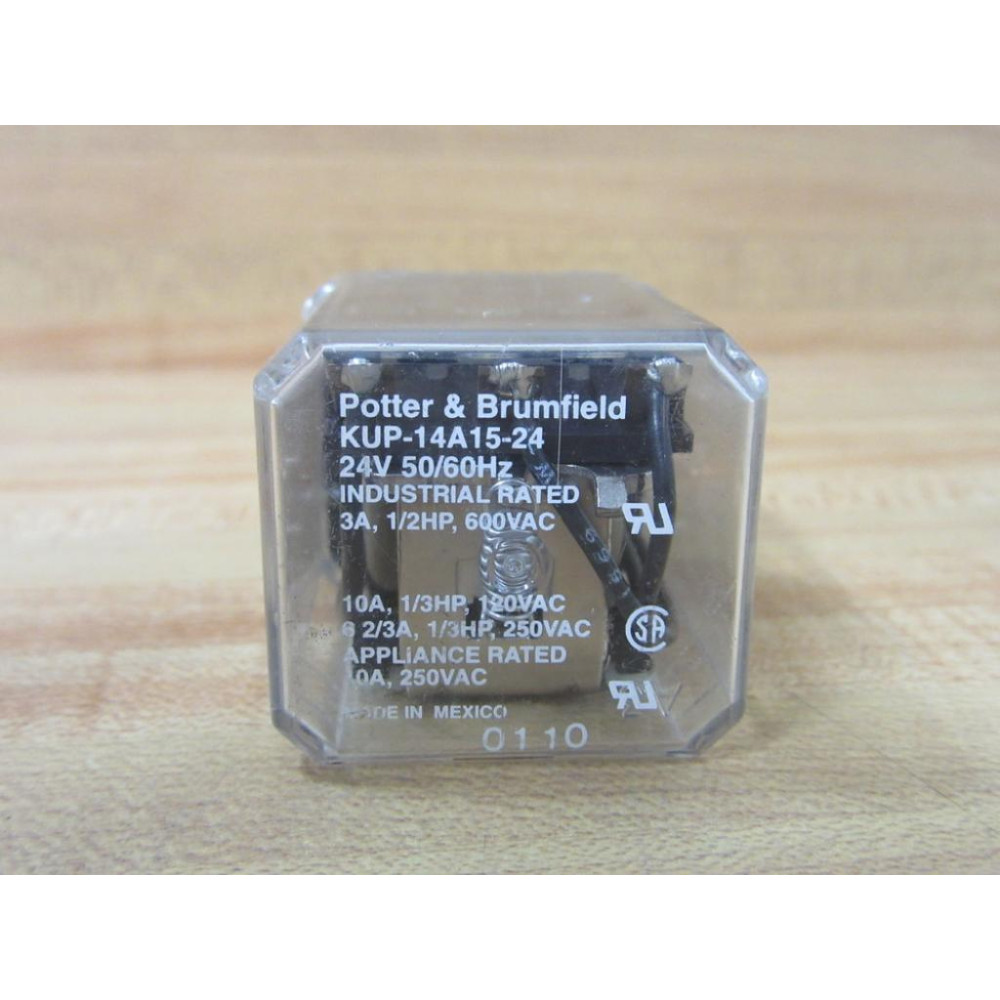 Potter & Brumfield
KUP-14A15-24
24V 50/60Hz
INDUSTRIAL RATED
3A, 1/2HP, 600VAC
10A, 1/3HP, 120VAC
6 2/3A, 1/3HP, 250VAC
SA
APPLIANCE RATED
10A, 250VAC
MADE IN MEXICO
0110